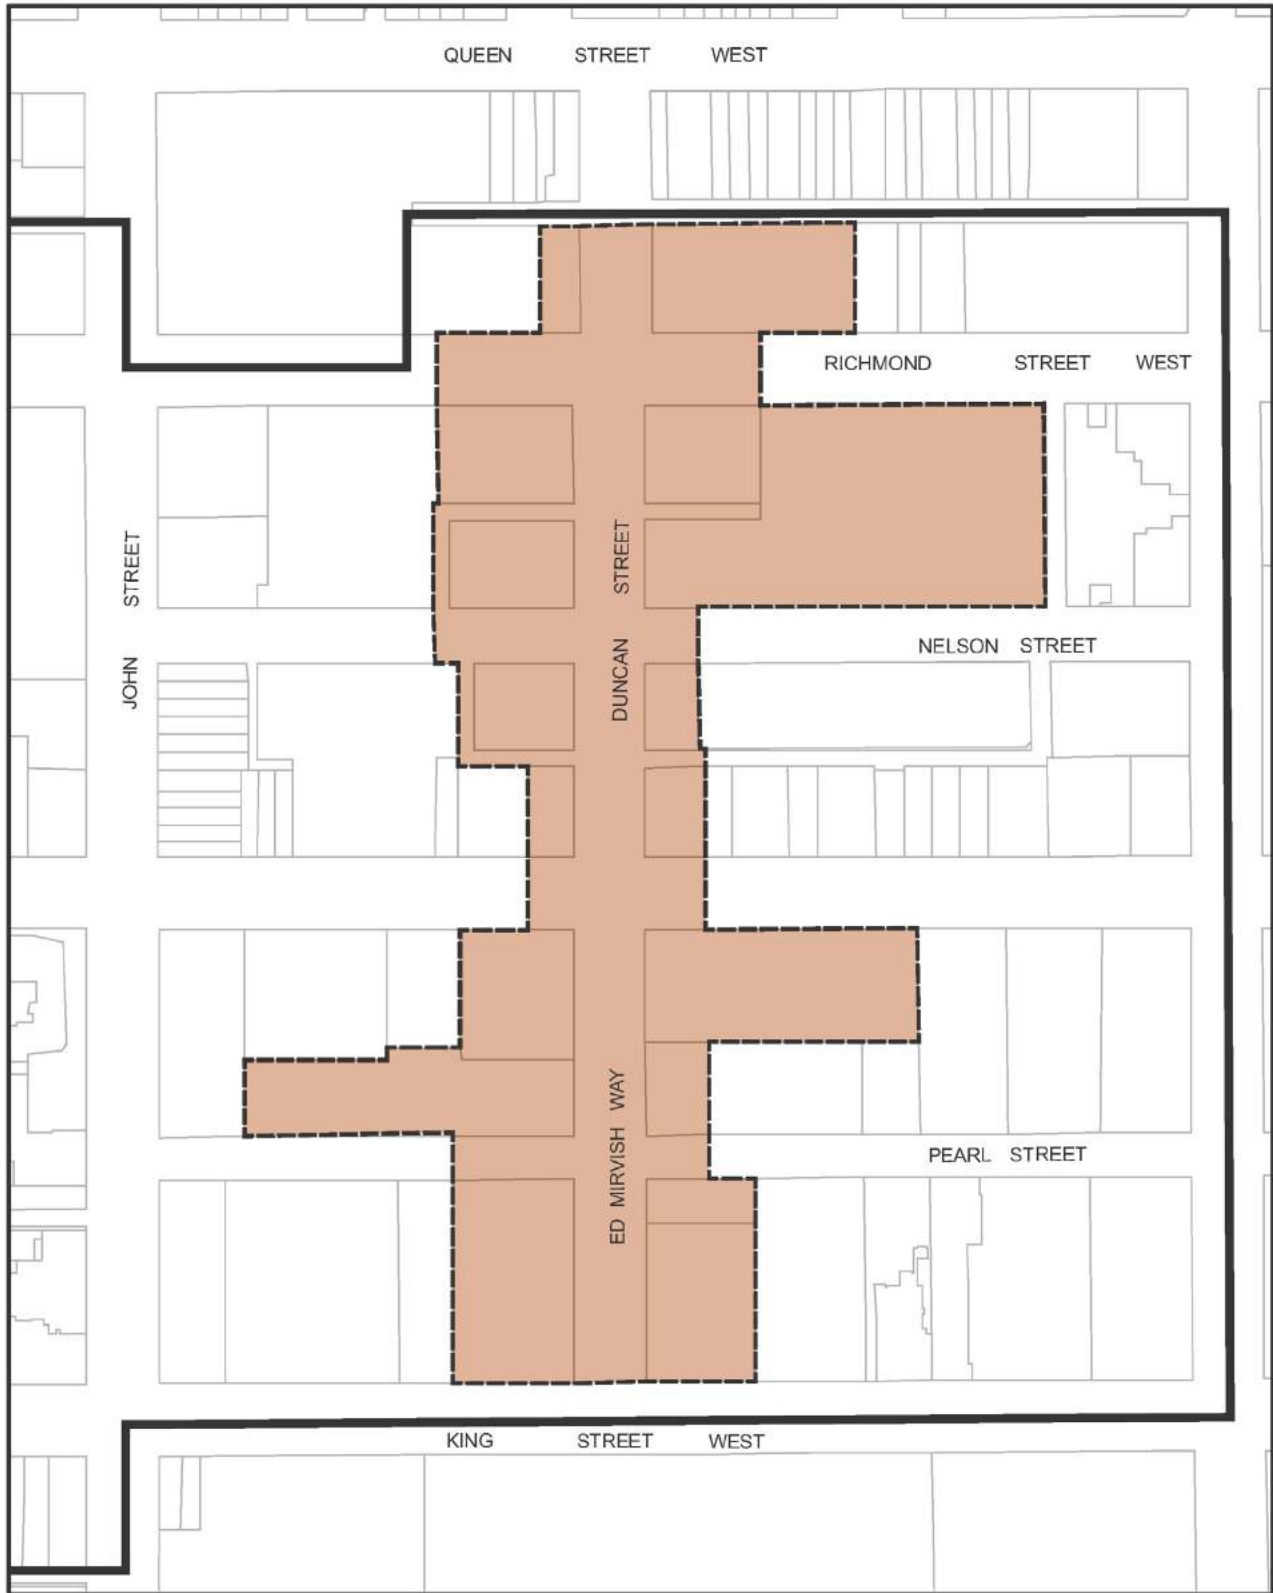 QUEEN STREET WEST
RICHMOND STREET WEST
JOHN STREET
DUNCAN STREET
NELSON STREET
ED MIRVISH WAY
PEARL STREET
KING STREET WEST